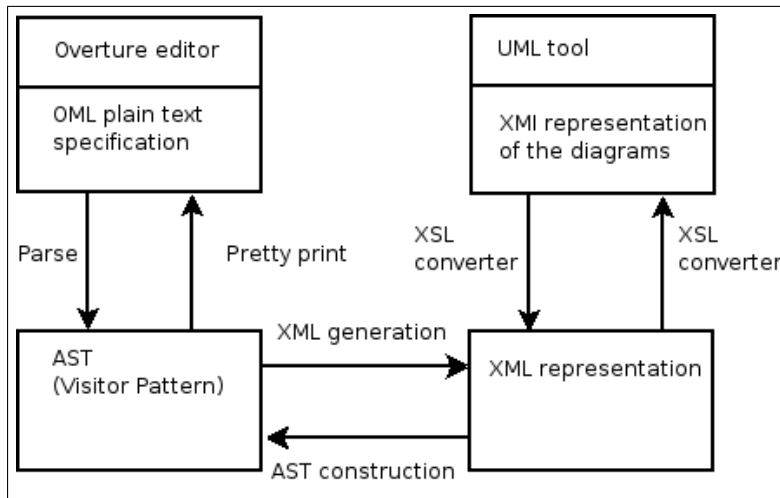 Overture editor
OML plain text
specification
UML tool
XMI representation
of the diagrams
Parse
Pretty print
XSL
converter
XSL
converter
AST
(Visitor Pattern)
XML generation
XML representation
AST construction